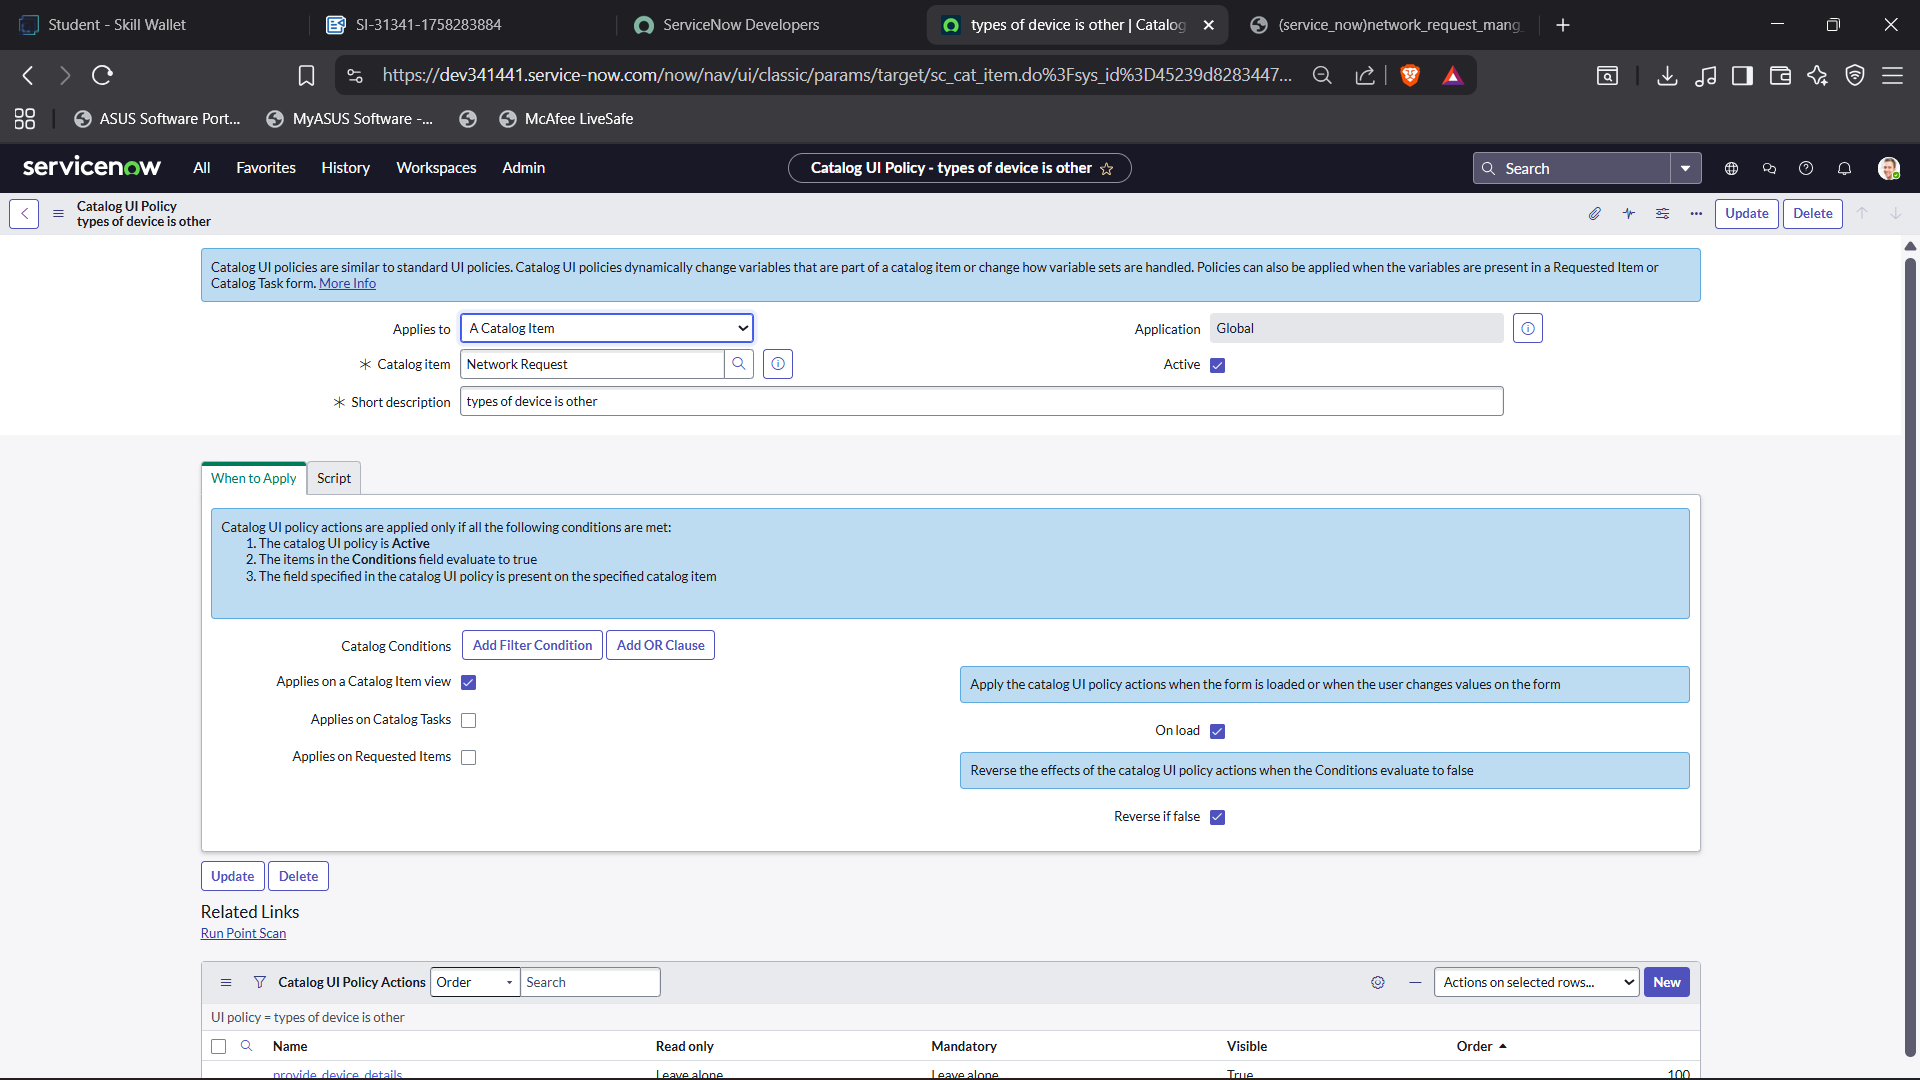 Student - Skill Wallet
SI-31341-1758283884
ServiceNow Developers
types of device is other | Catalog
(service_now)network_request_mang
https://dev341441.service-now.com/now/nav/ui/classic/params/target/sc_cat_item.do%3Fsys_id%3D45239d8283447...
ASUS Software Port...
MyASUS Software -...
McAfee LiveSafe
servicenow
All
Favorites
History
Workspaces
Admin
Catalog UI Policy - types of device is other
Search
Catalog UI Policy
types of device is other
Update
Delete
Catalog UI policies are similar to standard UI policies. Catalog UI policies dynamically change variables that are part of a catalog item or change how variable sets are handled. Policies can also be applied when the variables are present in a Requested Item or
Catalog Task form. More Info
Applies to
A Catalog Item
Application
Global
Catalog item
Network Request
Active
Short description
types of device is other
When to Apply
Script
Catalog UI policy actions are applied only if all the following conditions are met:
1. The catalog UI policy is Active
2. The items in the Conditions field evaluate to true
3. The field specified in the catalog UI policy is present on the specified catalog item
Catalog Conditions
Add Filter Condition
Add OR Clause
Applies on a Catalog Item view
Apply the catalog UI policy actions when the form is loaded or when the user changes values on the form
Applies on Catalog Tasks
On load
Applies on Requested Items
Reverse the effects of the catalog UI policy actions when the Conditions evaluate to false
Reverse if false
Update
Delete
Related Links
Run Point Scan
Catalog UI Policy Actions
Order
Search
Actions on selected rows...
New
UI policy = types of device is other
Name
Read only
Mandatory
Visible
Order
provide_device_details
Leave alone
Leave alone
True
100